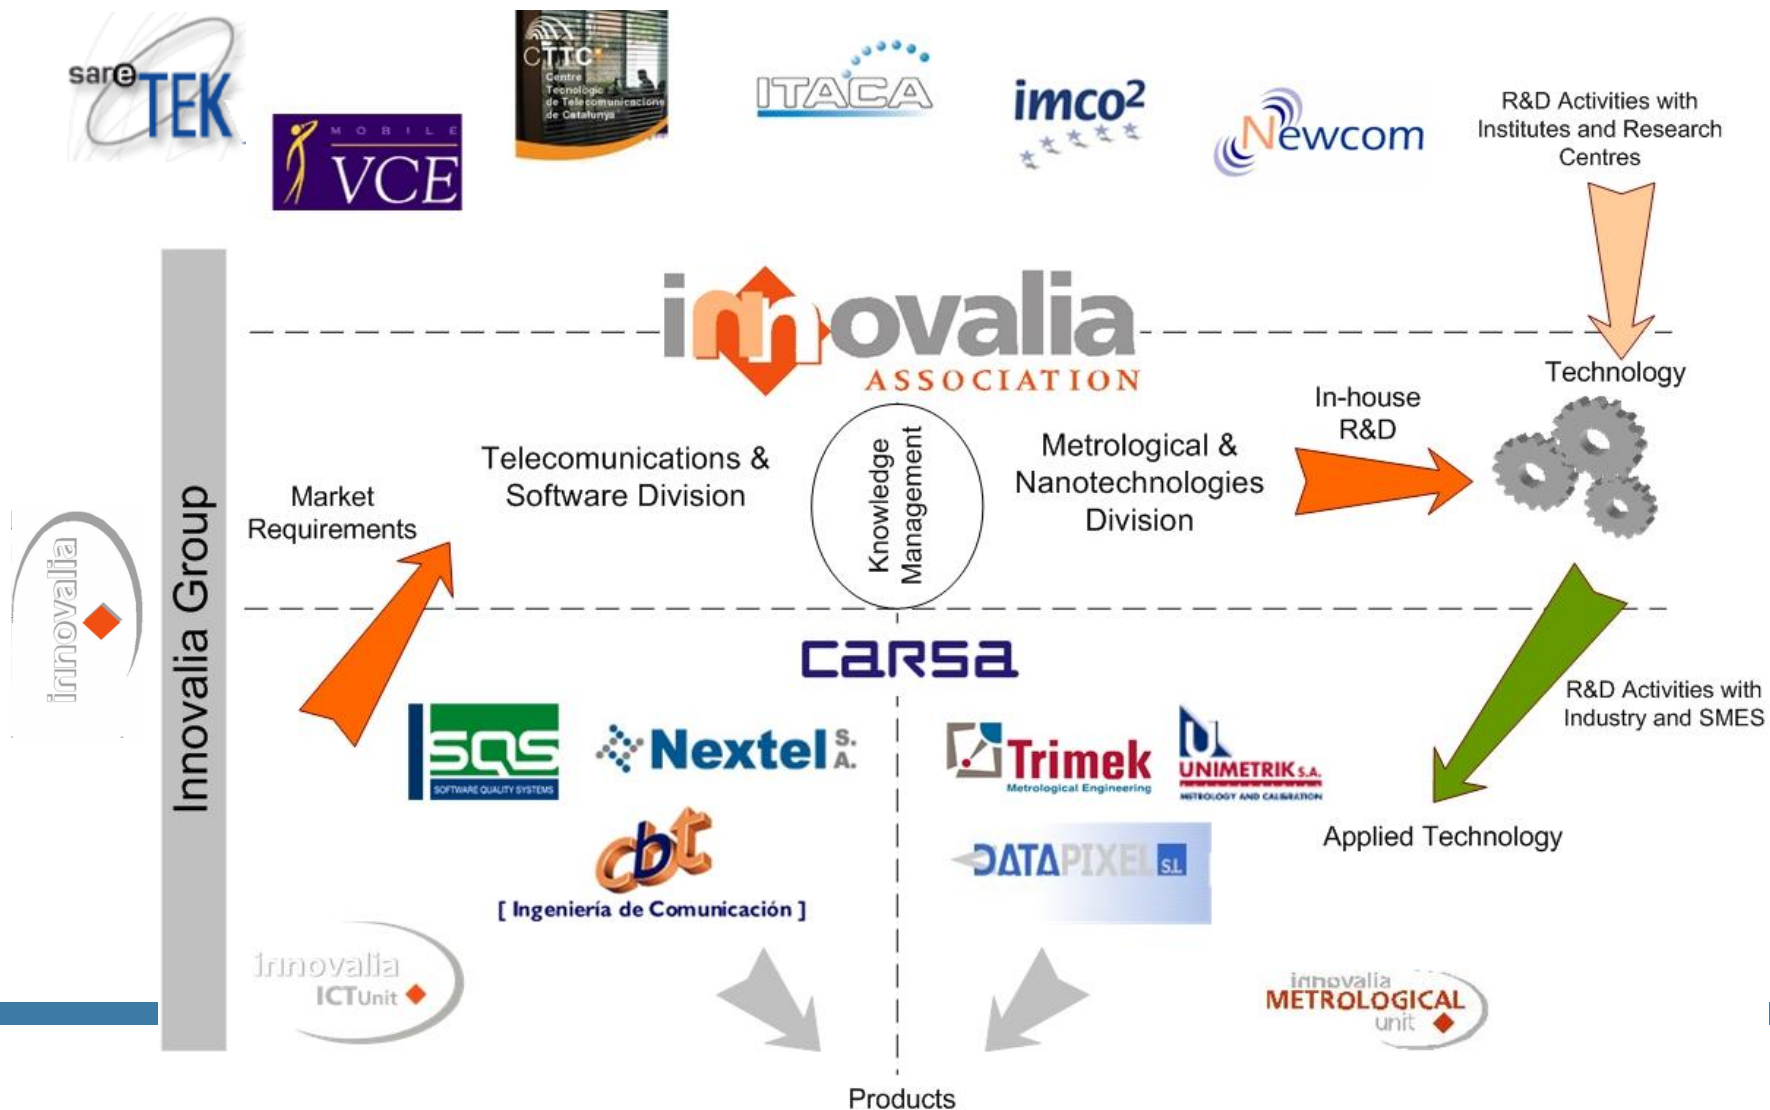 sare
TEK
MOBILE
VCE
CTTC
Centre
Tecnològic
de Telecomunicacions
de Catalunya
ITACA
imco²
Newcom
R&D Activities with
Institutes and Research
Centres
innovalia
ASSOCIATION
Technology
In-house
R&D
Telecomunications &
Software Division
Knowledge
Management
Metrological &
Nanotechnologies
Division
Market
Requirements
innovalia
Innovalia Group
CARSA
R&D Activities with
Industry and SMES
SQS
SOFTWARE QUALITY SYSTEMS
Nextel S.A.
Trimek
Metrological Engineering
UNIMETRIK S.A.
METROLOGY AND CALIBRATION
Applied Technology
cbt
[ Ingeniería de Comunicación ]
DATAPIXEL S.L
innovalia
ICTUnit
innovalia
METROLOGICAL
unit
Products